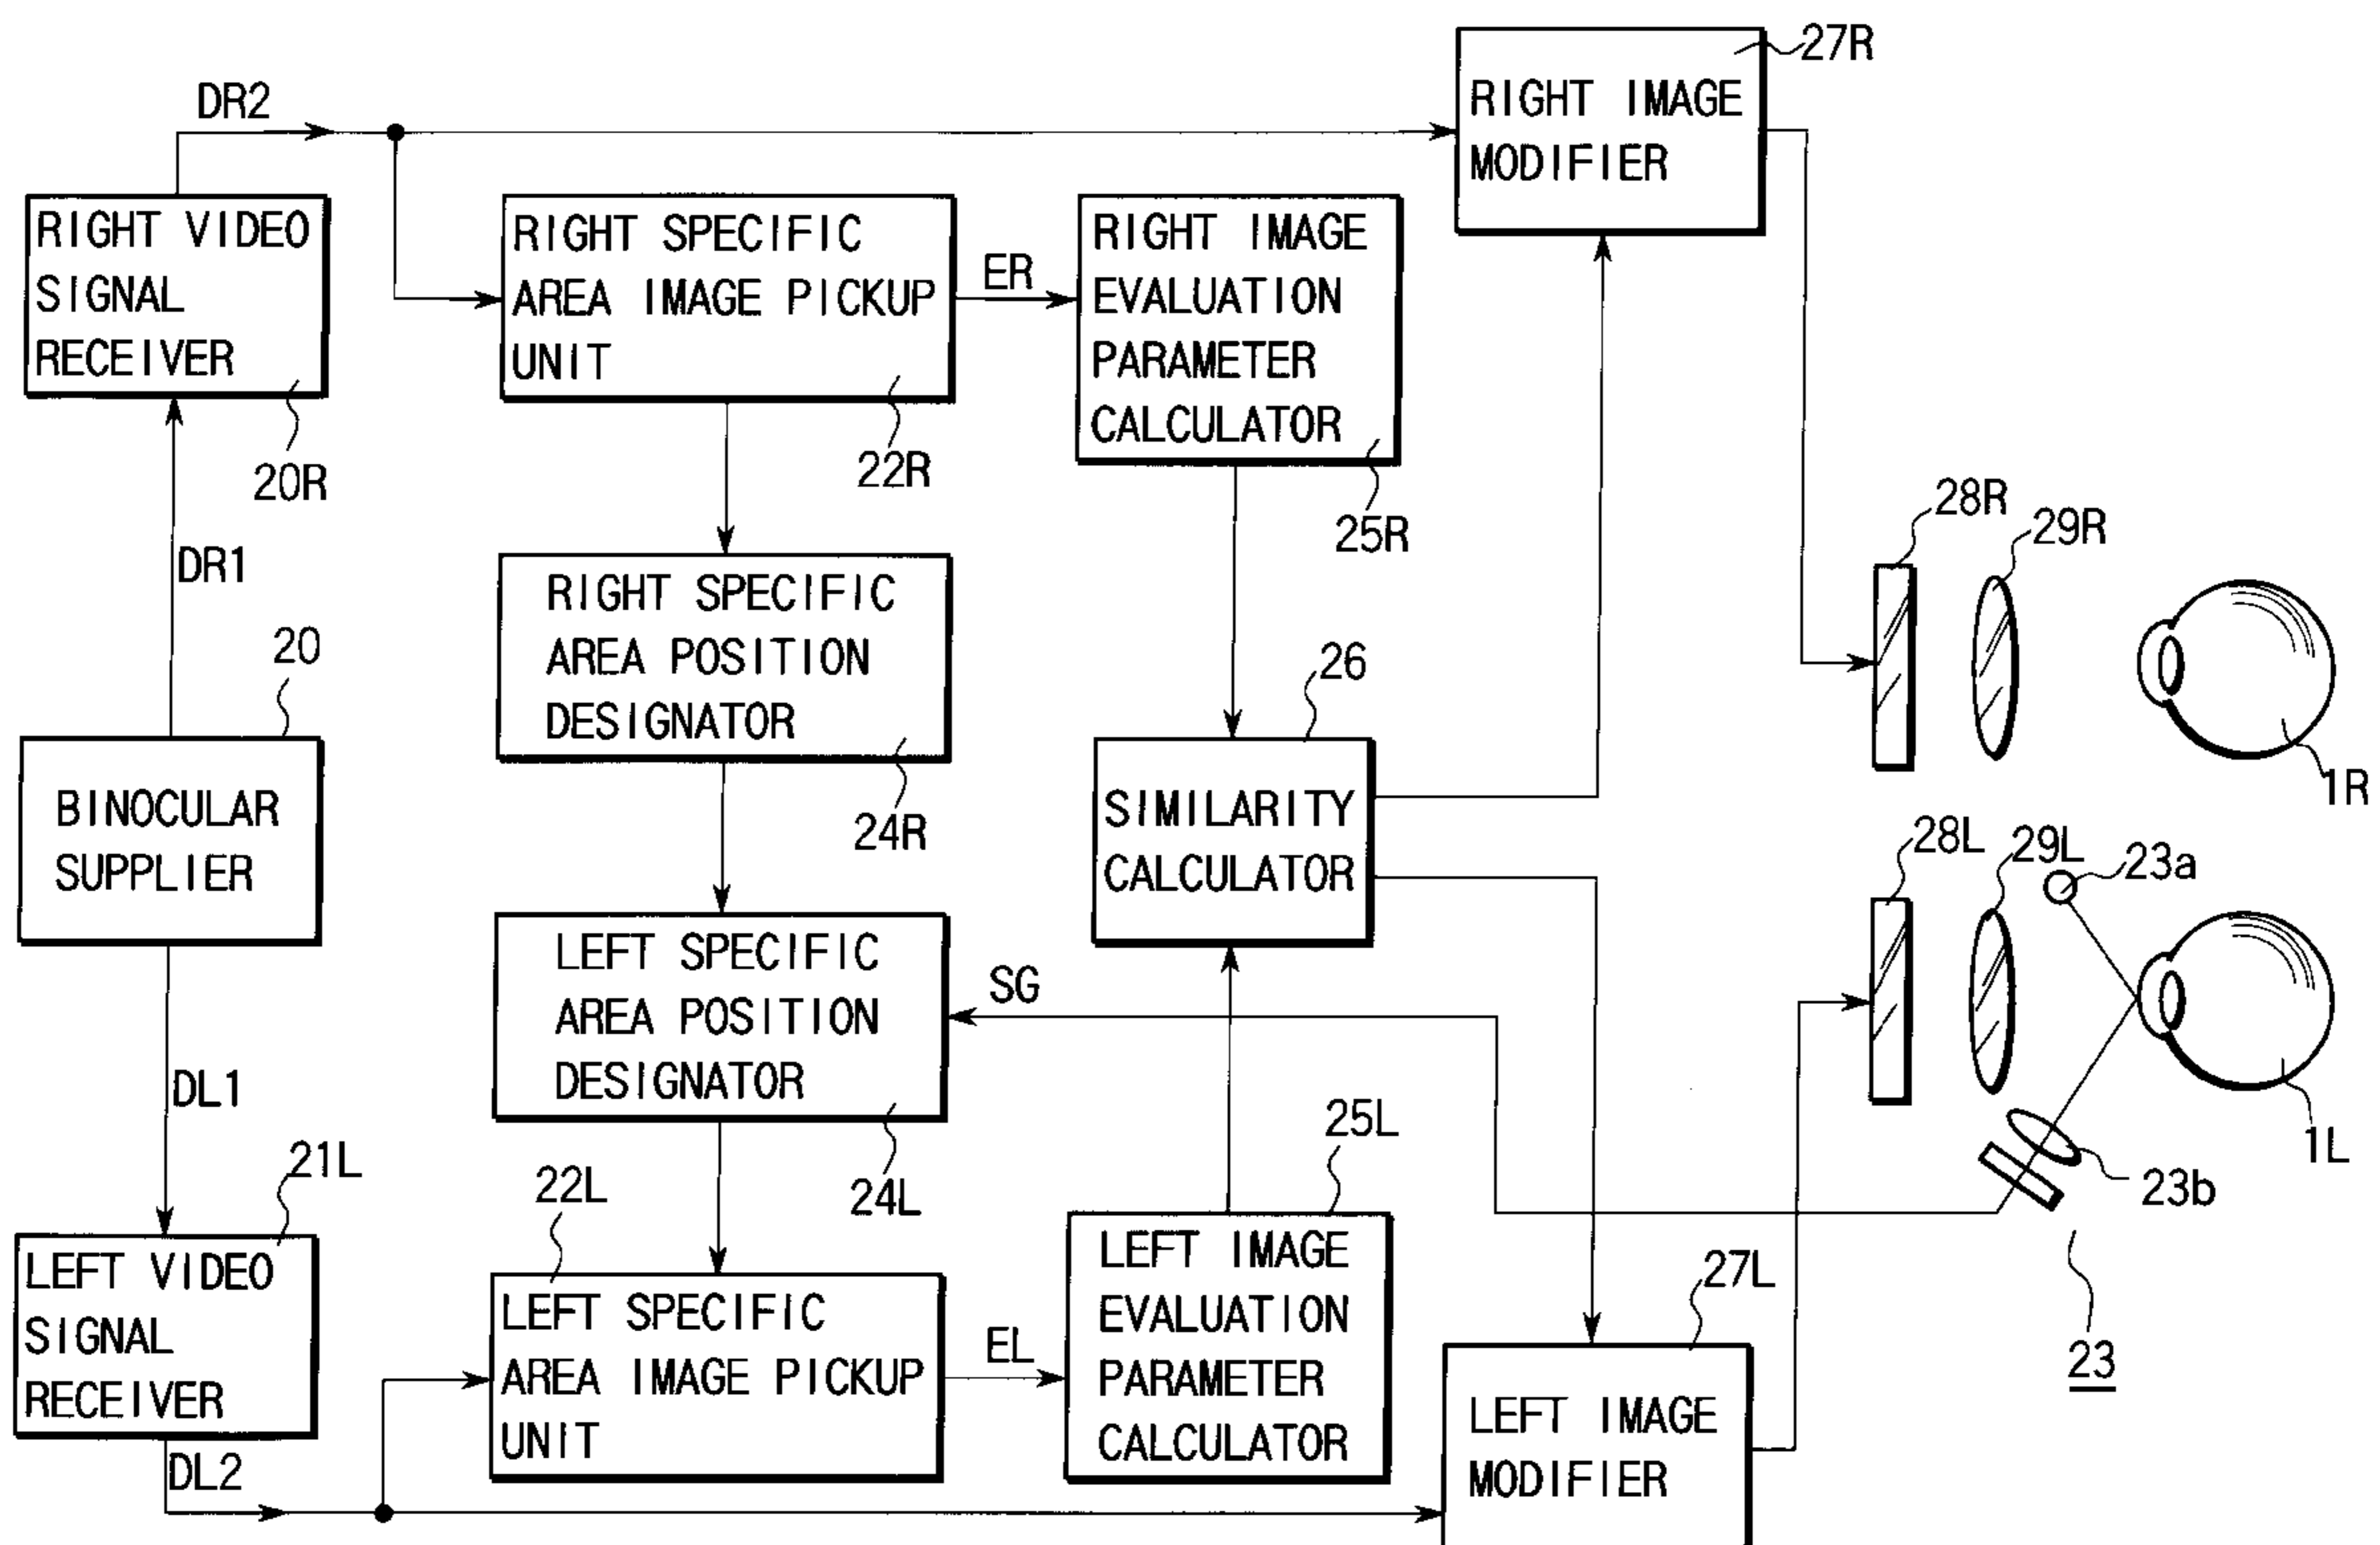 27R
RIGHT IMAGE
MODIFIER
DR2
RIGHT VIDEO
SIGNAL
RECEIVER
20R
RIGHT SPECIFIC
AREA IMAGE PICKUP
UNIT
22R
ER
RIGHT IMAGE
EVALUATION
PARAMETER
CALCULATOR
25R
28R
29R
1R
DR1
RIGHT SPECIFIC
AREA POSITION
DESIGNATOR
24R
20
BINOCULAR
SUPPLIER
26
SIMILARITY
CALCULATOR
28L
29L
23a
1L
23b
23
LEFT SPECIFIC
AREA POSITION
DESIGNATOR
24L
SG
DL1
21L
LEFT VIDEO
SIGNAL
RECEIVER
DL2
22L
LEFT SPECIFIC
AREA IMAGE PICKUP
UNIT
EL
25L
LEFT IMAGE
EVALUATION
PARAMETER
CALCULATOR
27L
LEFT IMAGE
MODIFIER